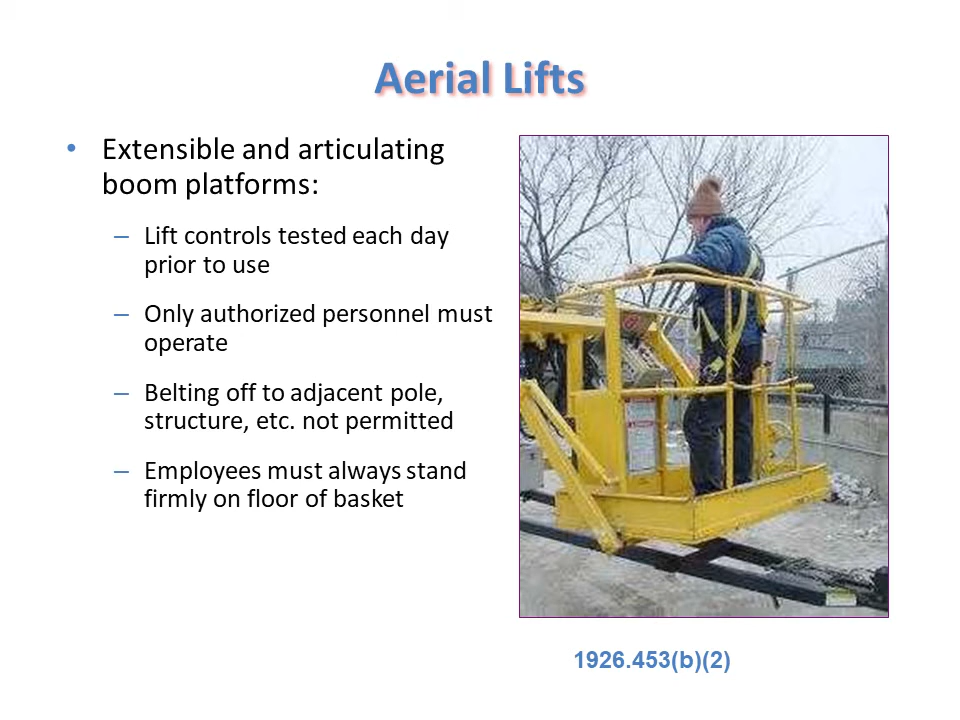 Aerial Lifts
• Extensible and articulating
boom platforms:
– Lift controls tested each day
prior to use
– Only authorized personnel must
operate
– Belting off to adjacent pole,
structure, etc. not permitted
– Employees must always stand
firmly on floor of basket
1926.453(b)(2)